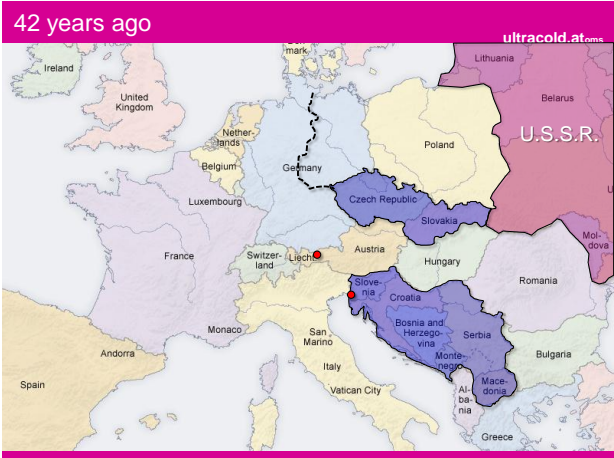 42 years ago
ultracold.atoms
mark
Ireland
Lithuania
United
Kingdom
Belarus
U.S.S.R.
Nether-
lands
Poland
Germany
Belgium
Luxembourg
Czech Republic
Slovakia
Mol-
dova
France
Switzer-
land
Liecht
Austria
Hungary
Romania
Slove-
nia
Croatia
Bosnia and
Herzego-
vina
Serbia
Monaco
San
Marino
Monte-
negro
Bulgaria
Andorra
Italy
Spain
Vatican City
Mace-
donia
Al-
ba-
nia
Greece